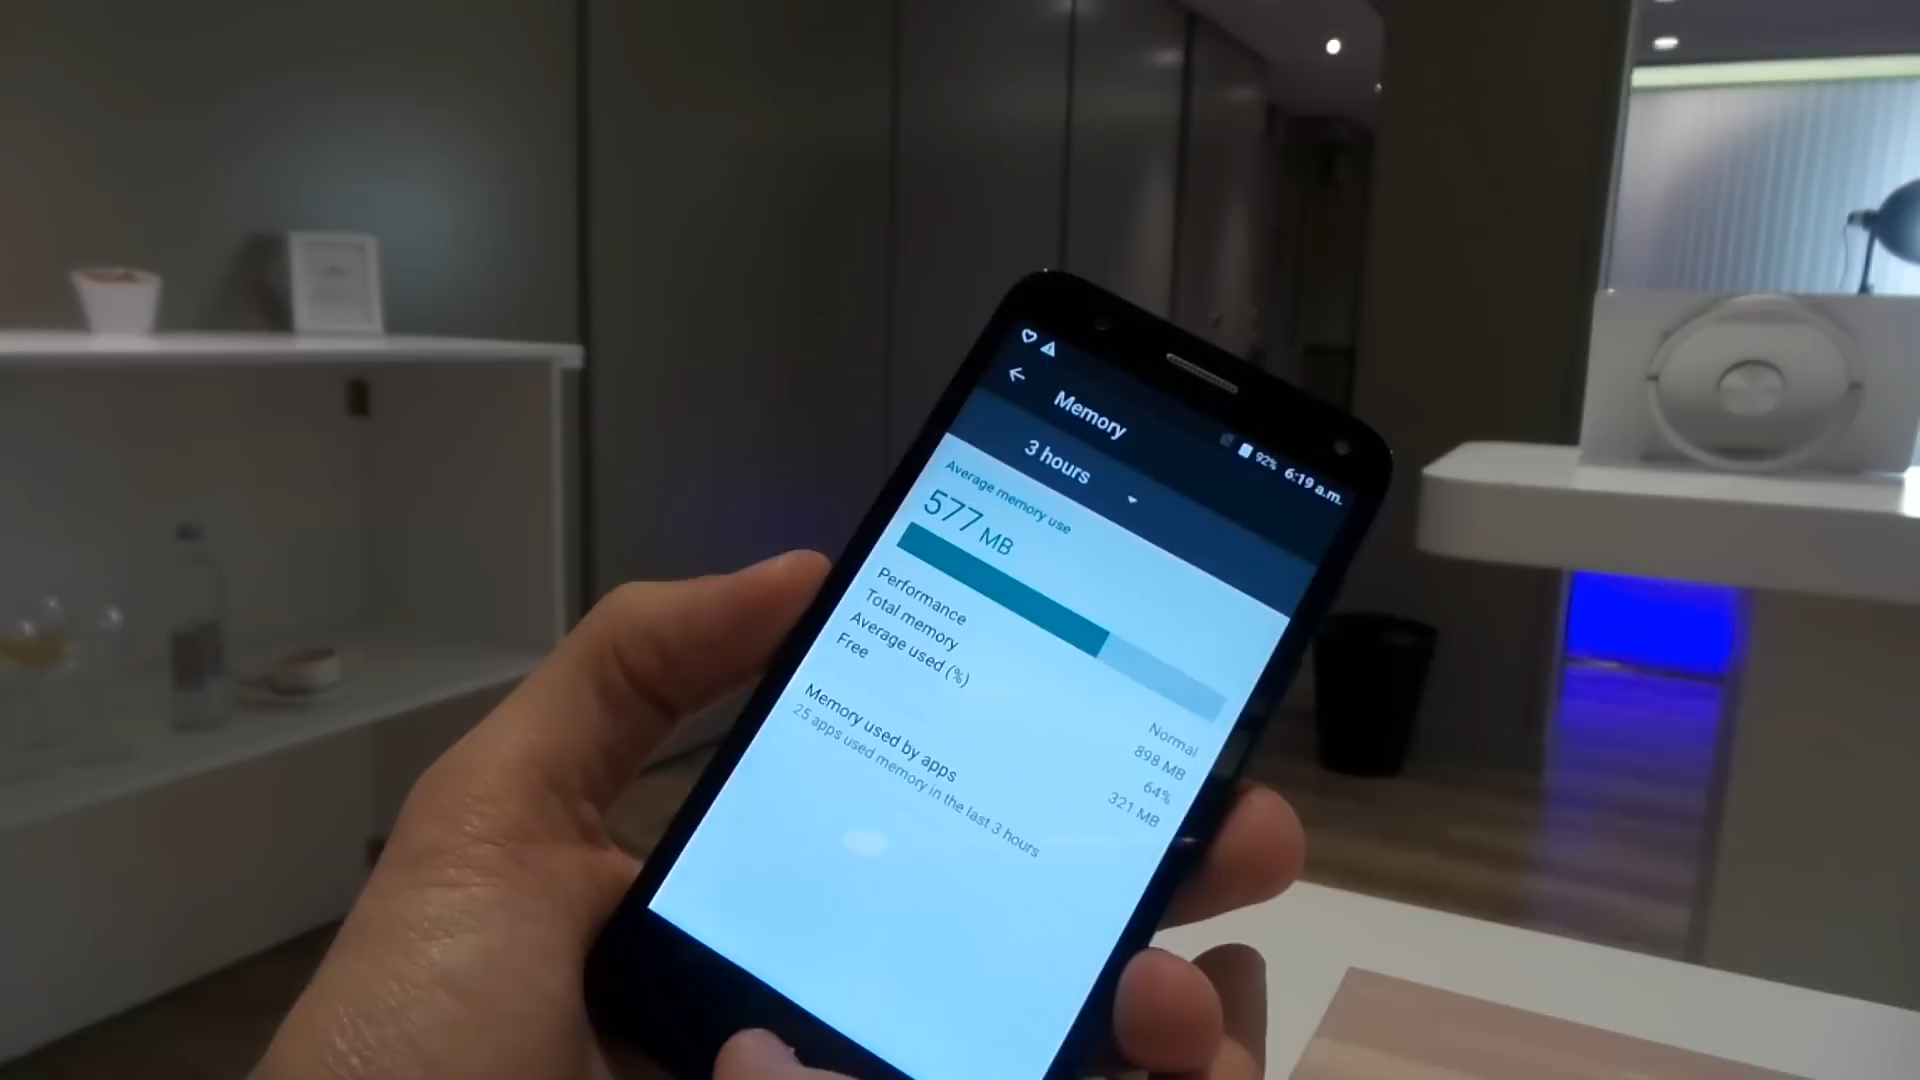 92% 6:19 a.m.
Memory
3 hours
Average memory use
577 MB
Performance Normal
Total memory 898 MB
Average used (%) 64%
Free 321 MB
Memory used by apps
25 apps used memory in the last 3 hours